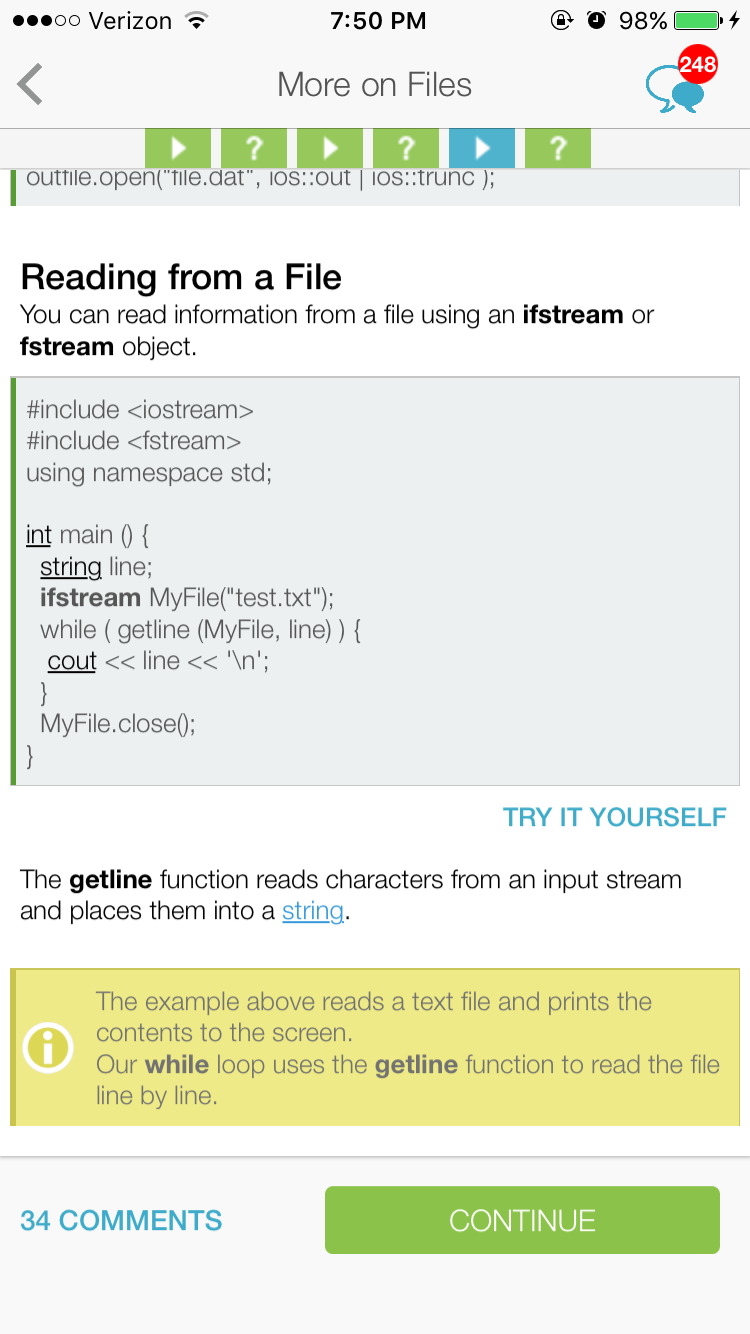 Verizon 7:50 PM 98%
More on Files 248
? ? ?
outfile.open("file.dat", ios::out | ios::trunc );
Reading from a File
You can read information from a file using an ifstream or
fstream object.
#include <iostream>
#include <fstream>
using namespace std;
int main () {
string line;
ifstream MyFile("test.txt");
while ( getline (MyFile, line) ) {
cout << line << '\n';
}
MyFile.close();
}
TRY IT YOURSELF
The getline function reads characters from an input stream
and places them into a string.
The example above reads a text file and prints the
contents to the screen.
Our while loop uses the getline function to read the file
line by line.
34 COMMENTS CONTINUE